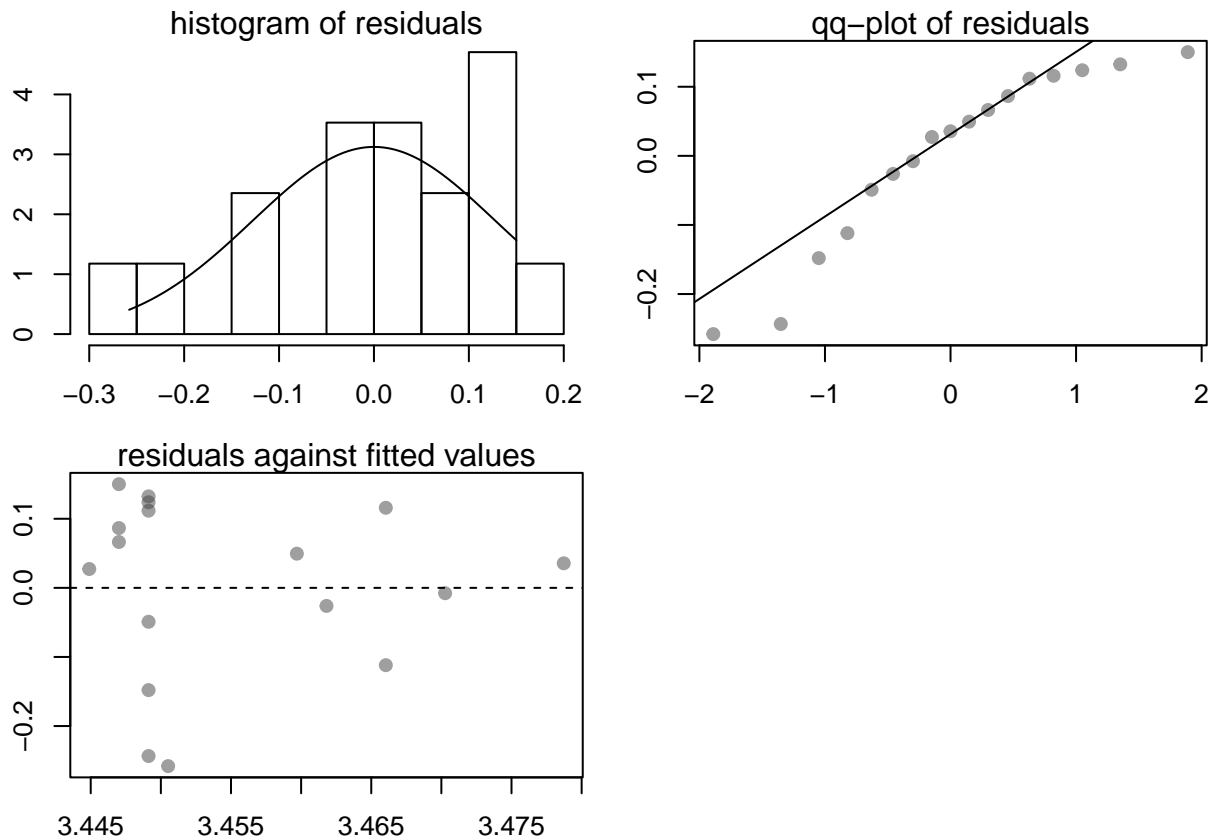 histogram of residuals
0 1 2 3 4
−0.3 −0.2 −0.1 0.0 0.1 0.2
qq−plot of residuals
−0.2 0.0 0.1
−2 −1 0 1 2
residuals against fitted values
−0.2 0.0 0.1
3.445 3.455 3.465 3.475